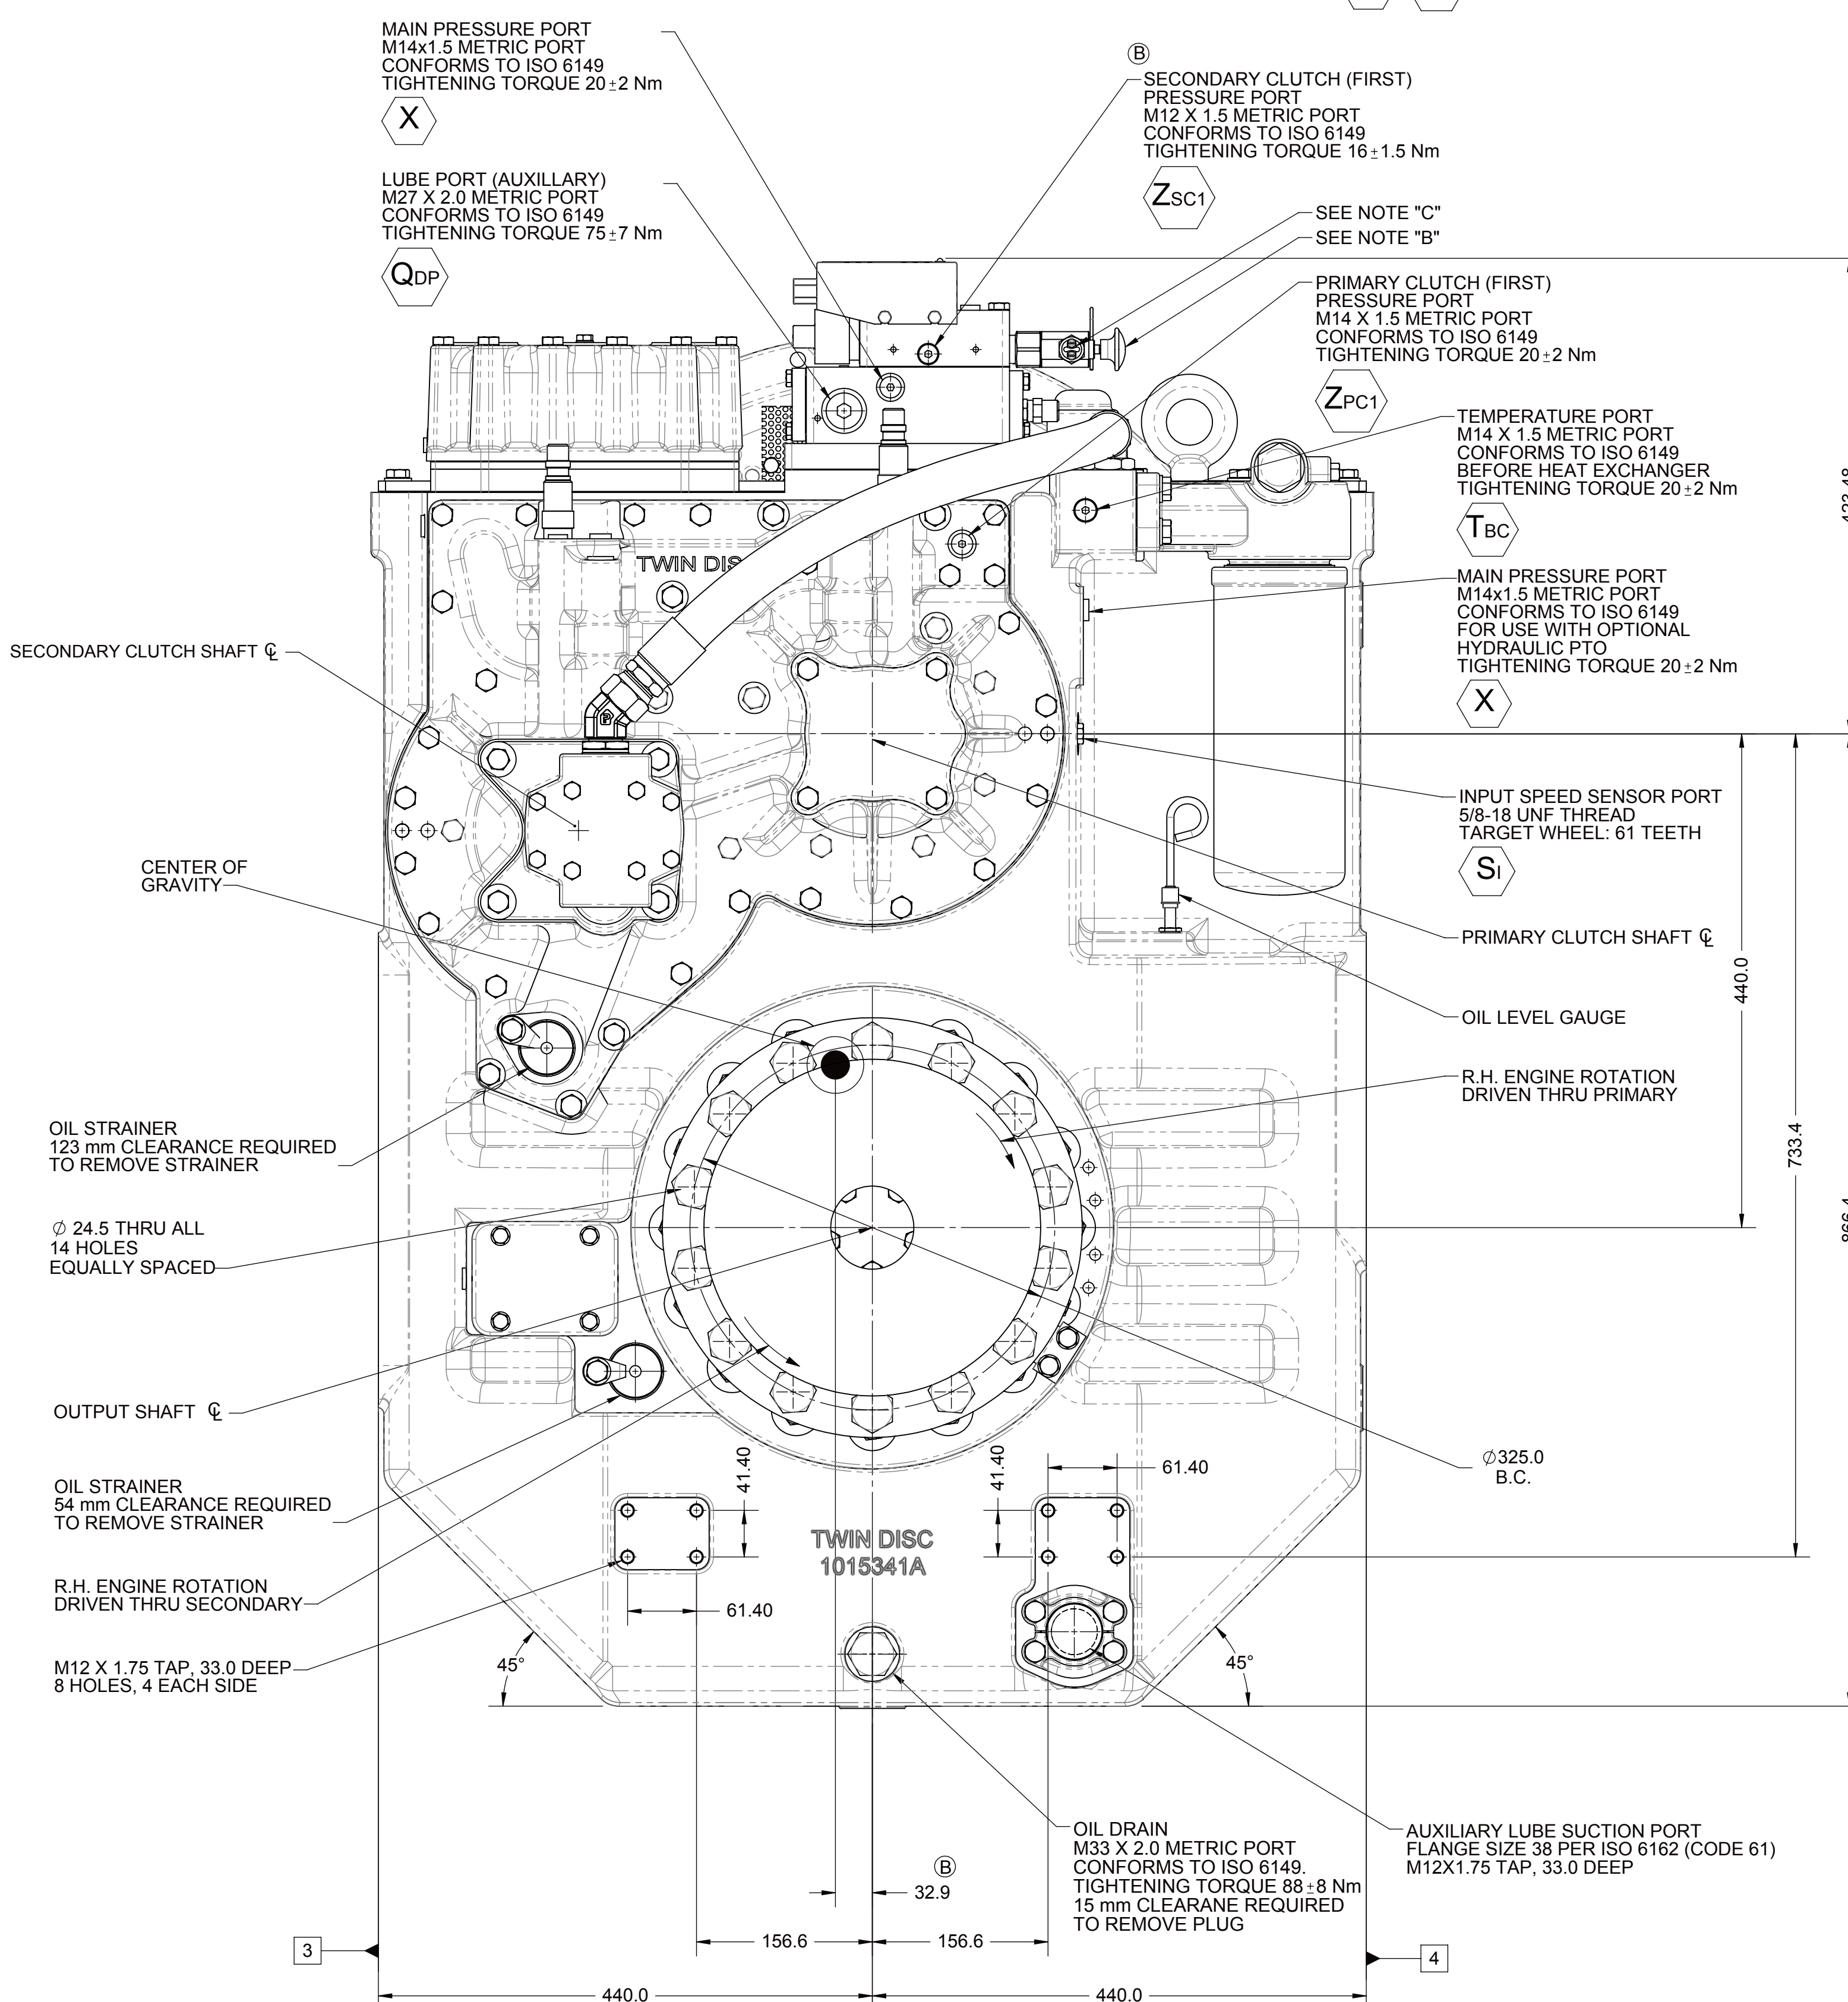 MAIN PRESSURE PORT
M14x1.5 METRIC PORT
CONFORMS TO ISO 6149
TIGHTENING TORQUE 20±2 Nm
X
LUBE PORT (AUXILLARY)
M27 X 2.0 METRIC PORT
CONFORMS TO ISO 6149
TIGHTENING TORQUE 75±7 Nm
QDP
B
SECONDARY CLUTCH (FIRST)
PRESSURE PORT
M12 X 1.5 METRIC PORT
CONFORMS TO ISO 6149
TIGHTENING TORQUE 16±1.5 Nm
ZSC1
SEE NOTE "C"
SEE NOTE "B"
PRIMARY CLUTCH (FIRST)
PRESSURE PORT
M14 X 1.5 METRIC PORT
CONFORMS TO ISO 6149
TIGHTENING TORQUE 20±2 Nm
ZPC1
TEMPERATURE PORT
M14 X 1.5 METRIC PORT
CONFORMS TO ISO 6149
BEFORE HEAT EXCHANGER
TIGHTENING TORQUE 20±2 Nm
TBC
MAIN PRESSURE PORT
M14x1.5 METRIC PORT
CONFORMS TO ISO 6149
FOR USE WITH OPTIONAL
HYDRAULIC PTO
TIGHTENING TORQUE 20±2 Nm
X
TWIN DISC
SECONDARY CLUTCH SHAFT ℄
INPUT SPEED SENSOR PORT
5/8-18 UNF THREAD
TARGET WHEEL: 61 TEETH
SI
CENTER OF
GRAVITY
PRIMARY CLUTCH SHAFT ℄
440.0
OIL LEVEL GAUGE
R.H. ENGINE ROTATION
DRIVEN THRU PRIMARY
733.4
OIL STRAINER
123 mm CLEARANCE REQUIRED
TO REMOVE STRAINER
∅ 24.5 THRU ALL
14 HOLES
EQUALLY SPACED
OUTPUT SHAFT ℄
OIL STRAINER
54 mm CLEARANCE REQUIRED
TO REMOVE STRAINER
41.40
41.40
61.40
∅325.0
B.C.
TWIN DISC
1015341A
R.H. ENGINE ROTATION
DRIVEN THRU SECONDARY
61.40
M12 X 1.75 TAP, 33.0 DEEP
8 HOLES, 4 EACH SIDE
45°
45°
OIL DRAIN
M33 X 2.0 METRIC PORT
CONFORMS TO ISO 6149.
TIGHTENING TORQUE 88±8 Nm
15 mm CLEARANE REQUIRED
TO REMOVE PLUG
AUXILIARY LUBE SUCTION PORT
FLANGE SIZE 38 PER ISO 6162 (CODE 61)
M12X1.75 TAP, 33.0 DEEP
B
32.9
156.6
156.6
3
4
440.0
440.0